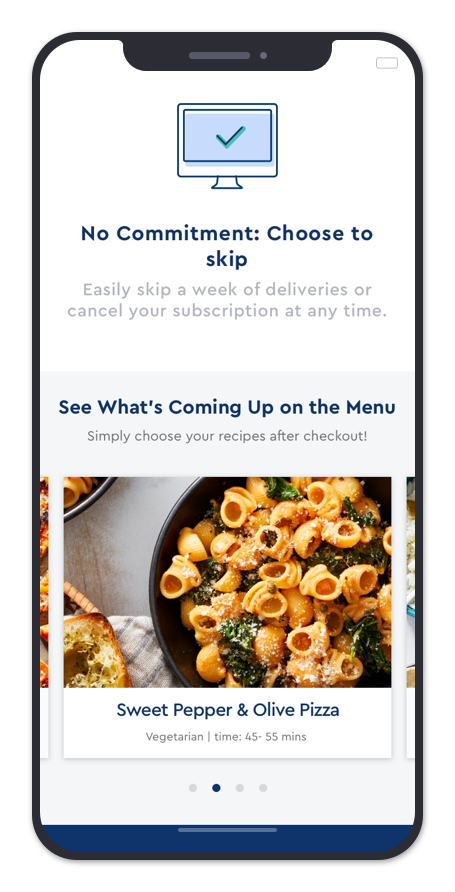 No Commitment: Choose to
skip
Easily skip a week of deliveries or
cancel your subscription at any time.
See What's Coming Up on the Menu
Simply choose your recipes after checkout!
Sweet Pepper & Olive Pizza
Vegetarian | time: 45- 55 mins